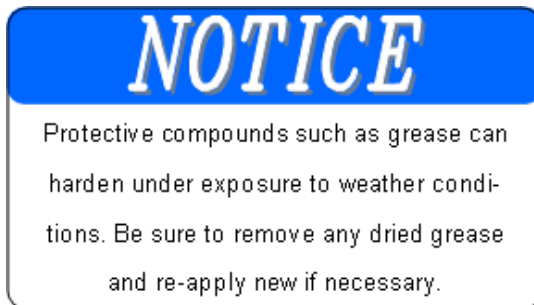 NOTICE
Protective compounds such as grease can
harden under exposure to weather condi-
tions. Be sure to remove any dried grease
and re-apply new if necessary.